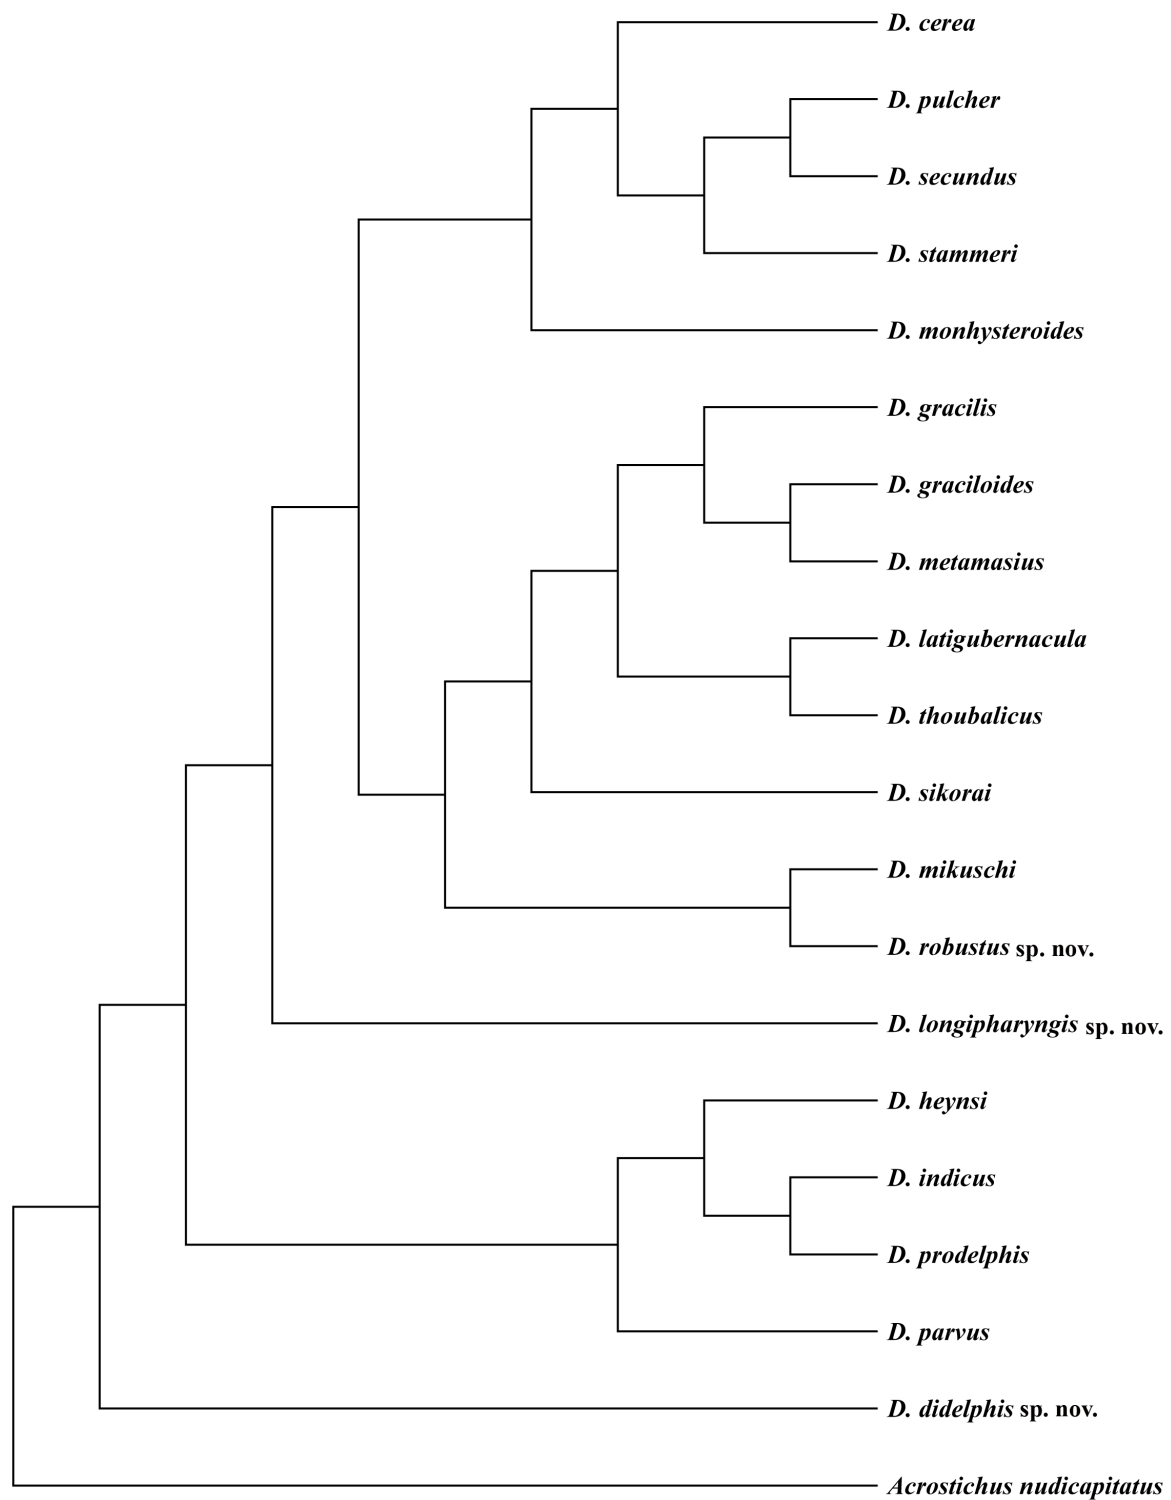 D. cerea
D. pulcher
D. secundus
D. stammeri
D. monhysteroides
D. gracilis
D. graciloides
D. metamasius
D. latigubernacula
D. thoubalicus
D. sikorai
D. mikuschi
D. robustus sp. nov.
D. longipharyngis sp. nov.
D. heynsi
D. indicus
D. prodelphis
D. parvus
D. didelphis sp. nov.
Acrostichus nudicapitatus